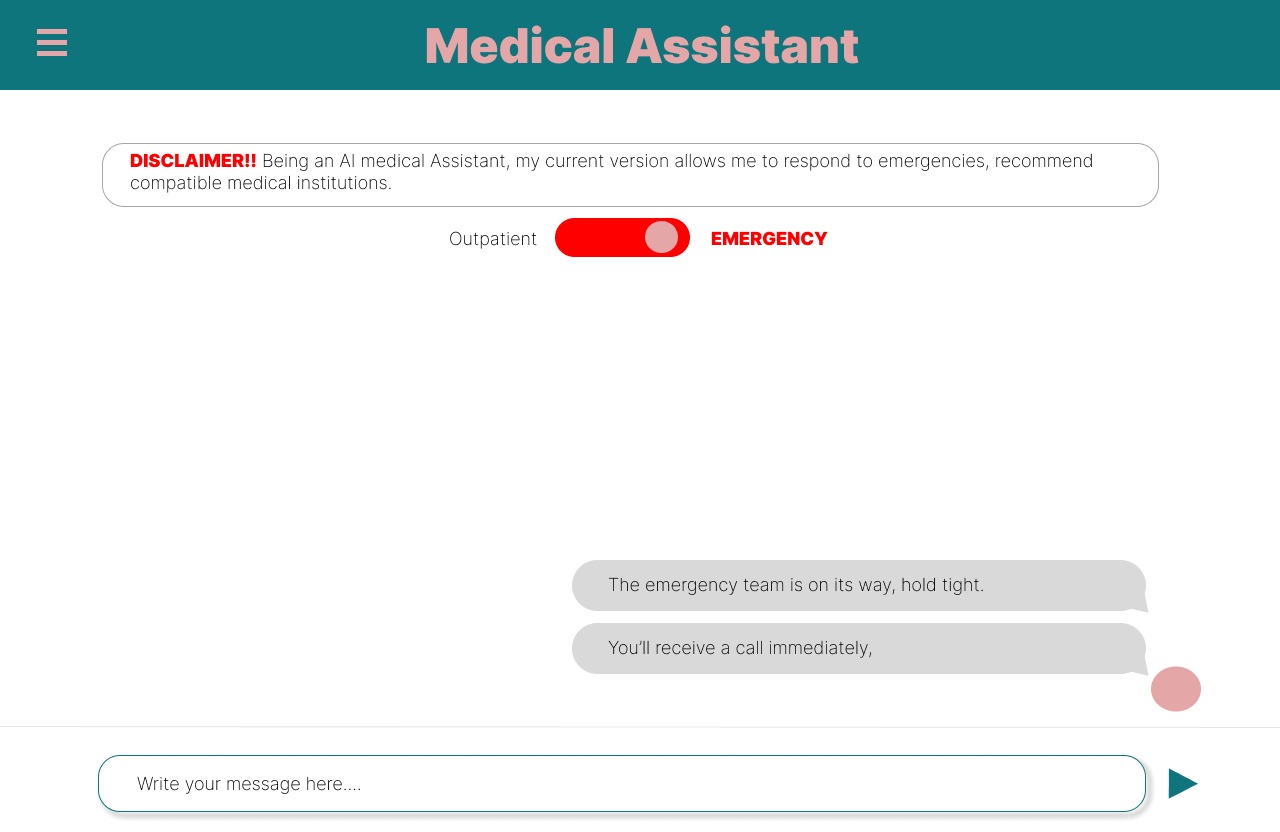 Medical Assistant
DISCLAIMER!! Being an AI medical Assistant, my current version allows me to respond to emergencies, recommend
compatible medical institutions.
Outpatient EMERGENCY
The emergency team is on its way, hold tight.
You’ll receive a call immediately,
Write your message here....